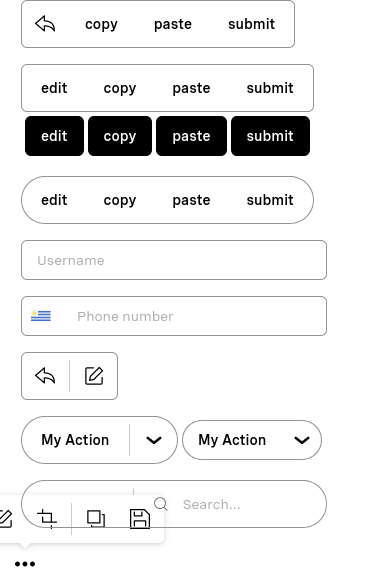 copy paste submit
edit copy paste submit
edit copy paste submit
edit copy paste submit
Username
Phone number
My Action My Action
Search...